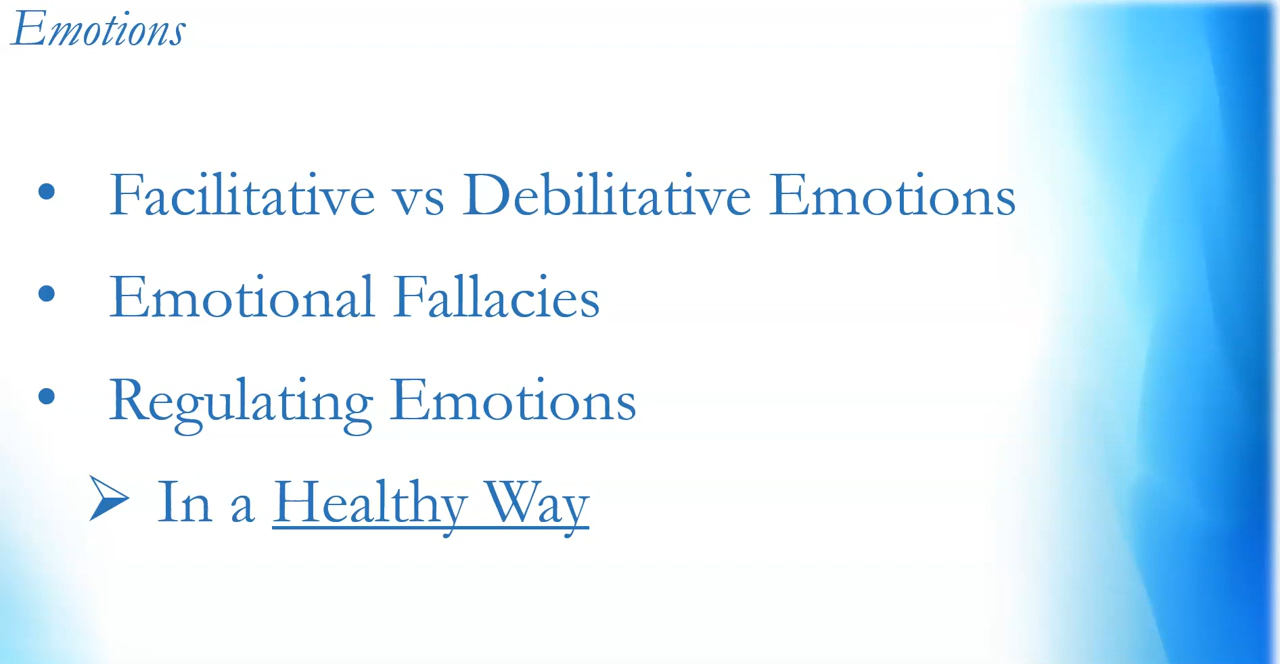 Emotions
• Facilitative vs Debilitative Emotions
• Emotional Fallacies
• Regulating Emotions
➢ In a Healthy Way